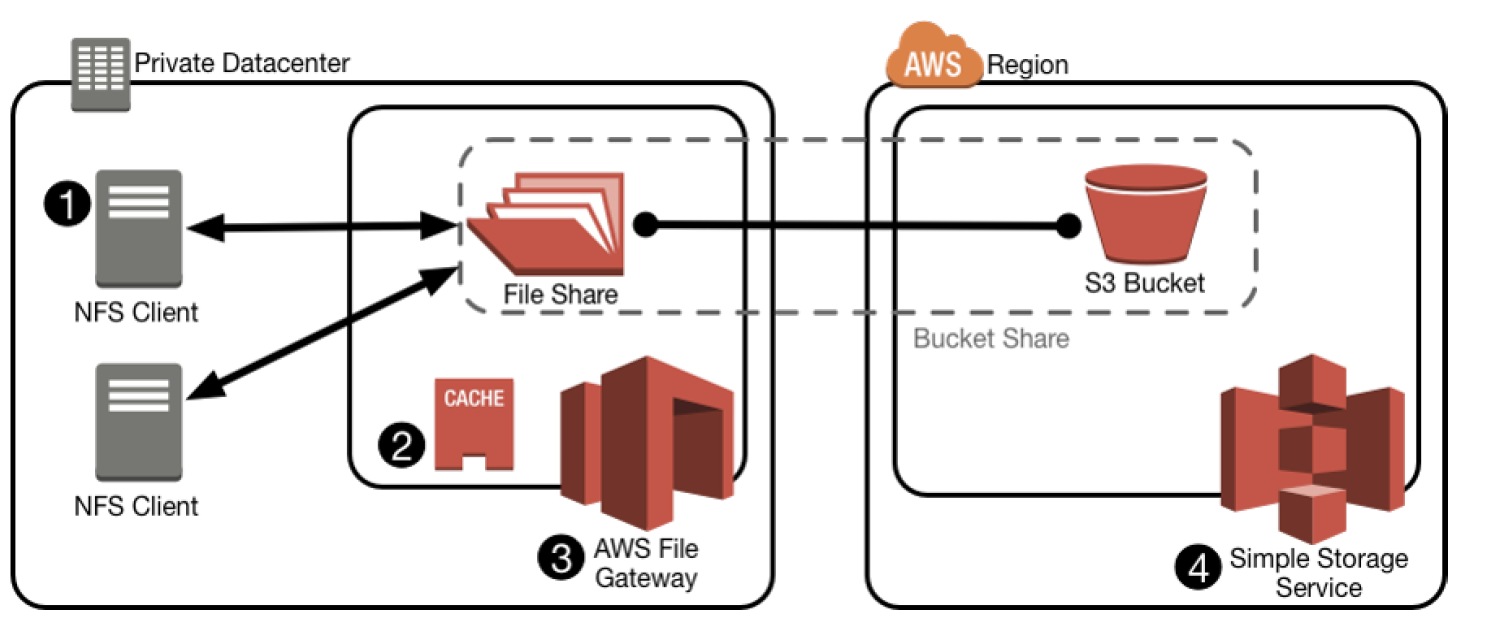 Private Datacenter
AWS
Region
1
NFS Client
File Share
S3 Bucket
Bucket Share
NFS Client
2
CACHE
3
AWS File
Gateway
4
Simple Storage
Service